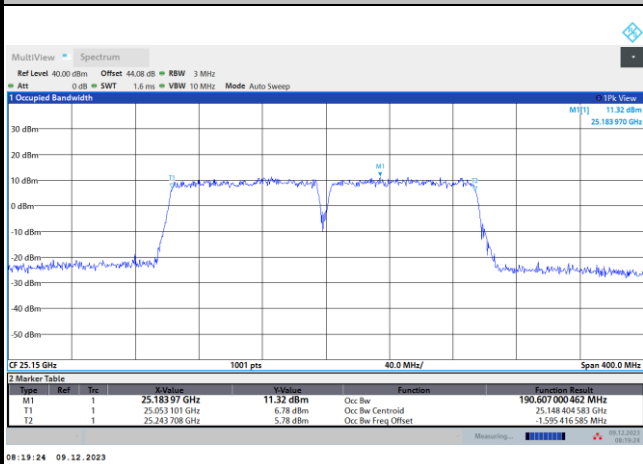 MultiView Spectrum
Ref Level 40.00 dBm Offset 44.08 dB RBW 3 MHz
Att 0 dB SWT 1.6 ms VBW 10 MHz Mode Auto Sweep
1 Occupied Bandwidth 1Pk View
M1[1] 11.32 dBm
25.183 970 GHz
30 dBm
20 dBm
M1
T1 T2
10 dBm
0 dBm
-10 dBm
-20 dBm
-30 dBm
-40 dBm
-50 dBm
CF 25.15 GHz 1001 pts 40.0 MHz/ Span 400.0 MHz
2 Marker Table
Type Ref Trc X-Value Y-Value Function Function Result
M1 1 25.183 97 GHz 11.32 dBm Occ Bw 190.607 000 462 MHz
T1 1 25.053 101 GHz 6.78 dBm Occ Bw Centroid 25.148 404 583 GHz
T2 1 25.243 708 GHz 5.78 dBm Occ Bw Freq Offset -1.595 416 585 MHz
Measuring... 09.12.2023
08:19:24
08:19:24 09.12.2023